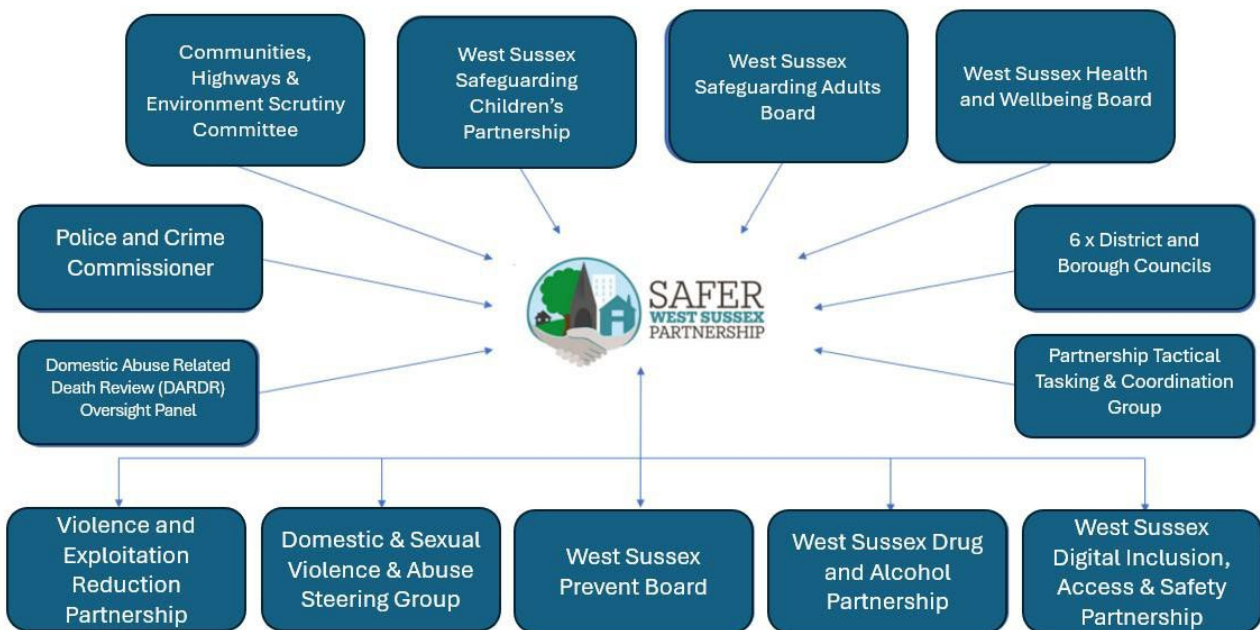 Communities,
Highways &
Environment Scrutiny
Committee
West Sussex
Safeguarding
Children's
Partnership
West Sussex
Safeguarding Adults
Board
West Sussex Health
and Wellbeing Board
Police and Crime
Commissioner
6 x District and
Borough Councils
SAFER
WEST SUSSEX
PARTNERSHIP
Domestic Abuse Related
Death Review (DARDR)
Oversight Panel
Partnership Tactical
Tasking & Coordination
Group
Violence and
Exploitation
Reduction
Partnership
Domestic & Sexual
Violence & Abuse
Steering Group
West Sussex
Prevent Board
West Sussex Drug
and Alcohol
Partnership
West Sussex
Digital Inclusion,
Access & Safety
Partnership